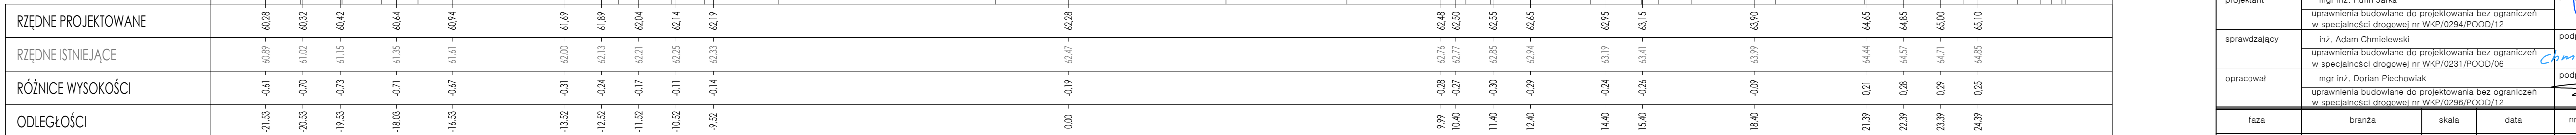 RZĘDNE PROJEKTOWANE 60,28 60,32 60,42 60,64 60,94 61,69 61,89 62,04 62,14 62,19 62,28 62,48 62,50 62,55 62,65 62,95 63,15 63,90 64,65 64,85 65,00 65,10
RZĘDNE ISTNIEJĄCE 60,89 61,02 61,15 61,35 61,61 62,00 62,13 62,21 62,25 62,33 62,47 62,76 62,77 62,85 62,94 63,19 63,41 63,99 64,44 64,57 64,71 64,85
RÓŻNICE WYSOKOŚCI -0,61 -0,70 -0,73 -0,71 -0,67 -0,31 -0,24 -0,17 -0,11 -0,14 -0,19 -0,28 -0,27 -0,30 -0,29 -0,24 -0,26 -0,09 0,21 0,28 0,29 0,25
ODLEGŁOŚCI -21,53 -20,53 -19,53 -18,03 -16,53 -13,52 -12,52 -11,52 -10,52 -9,52 0,00 9,99 10,40 11,40 12,40 14,40 15,40 18,40 21,39 22,39 23,39 24,39
projektant
uprawnienia budowlane do projektowania bez ograniczeń
w specjalności drogowej nr WKP/0294/POOD/12
sprawdzający inż. Adam Chmielewski
uprawnienia budowlane do projektowania bez ograniczeń
w specjalności drogowej nr WKP/0231/POOD/06
opracował mgr inż. Dorian Piechowiak
uprawnienia budowlane do projektowania bez ograniczeń
w specjalności drogowej nr WKP/0296/POOD/12
faza branża skala data